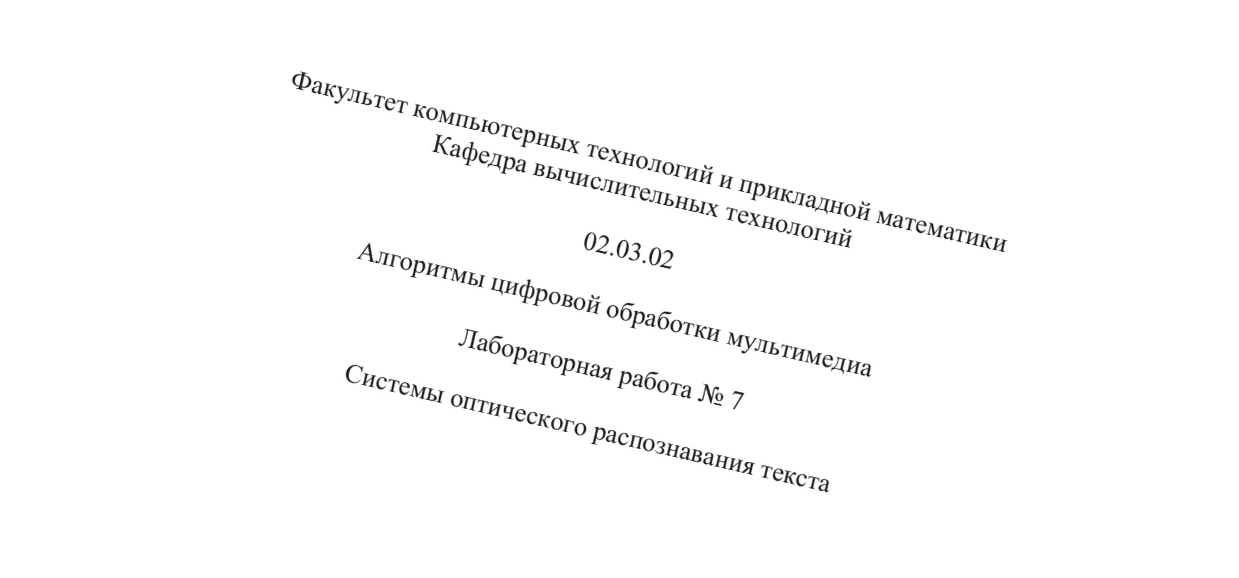 Факультет компьютерных технологий и прикладной математики
Кафедра вычислительных технологий
02.03.02
Алгоритмы цифровой обработки мультимедиа
Лабораторная работа № 7
Системы оптического распознавания текста